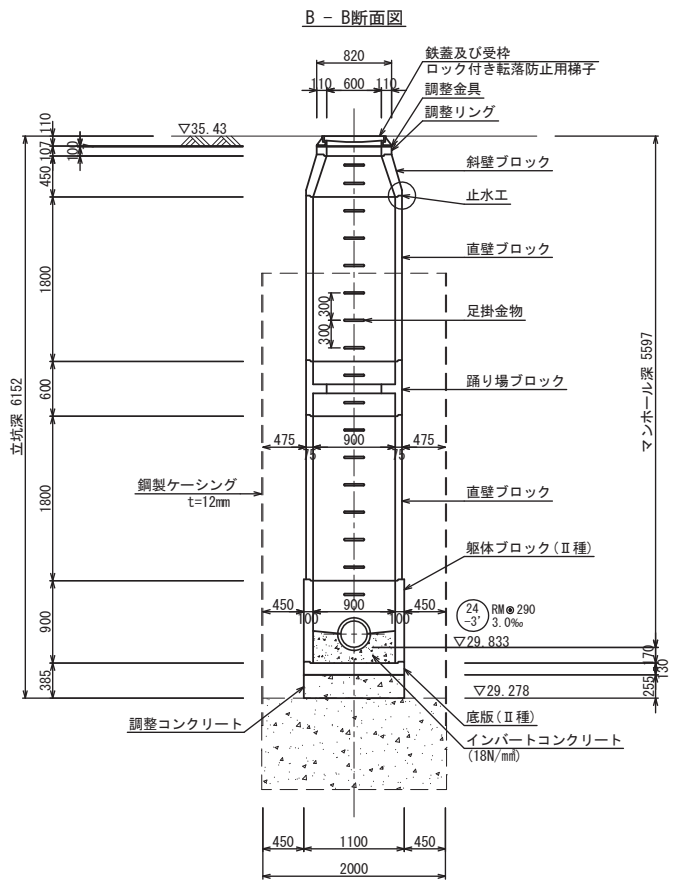 B - B断面図
820
110
600
110
鉄蓋及び受枠
ロック付き転落防止用梯子
調整金具
調整リング
▽35.43
110
107
100
450
斜壁ブロック
止水工
1800
直壁ブロック
300
300
足掛金物
立坑深 6152
マンホール深 5597
600
踊り場ブロック
475
900
475
75
75
1800
鋼製ケーシング
t=12mm
直壁ブロック
躯体ブロック(Ⅱ種)
450
900
450
100
100
24
-3'
RM⊚290
3.0‰
900
▽29.833
170
130
385
255
▽29.278
調整コンクリート
底版(Ⅱ種)
インバートコンクリート
(18N/m㎡)
450
1100
450
2000